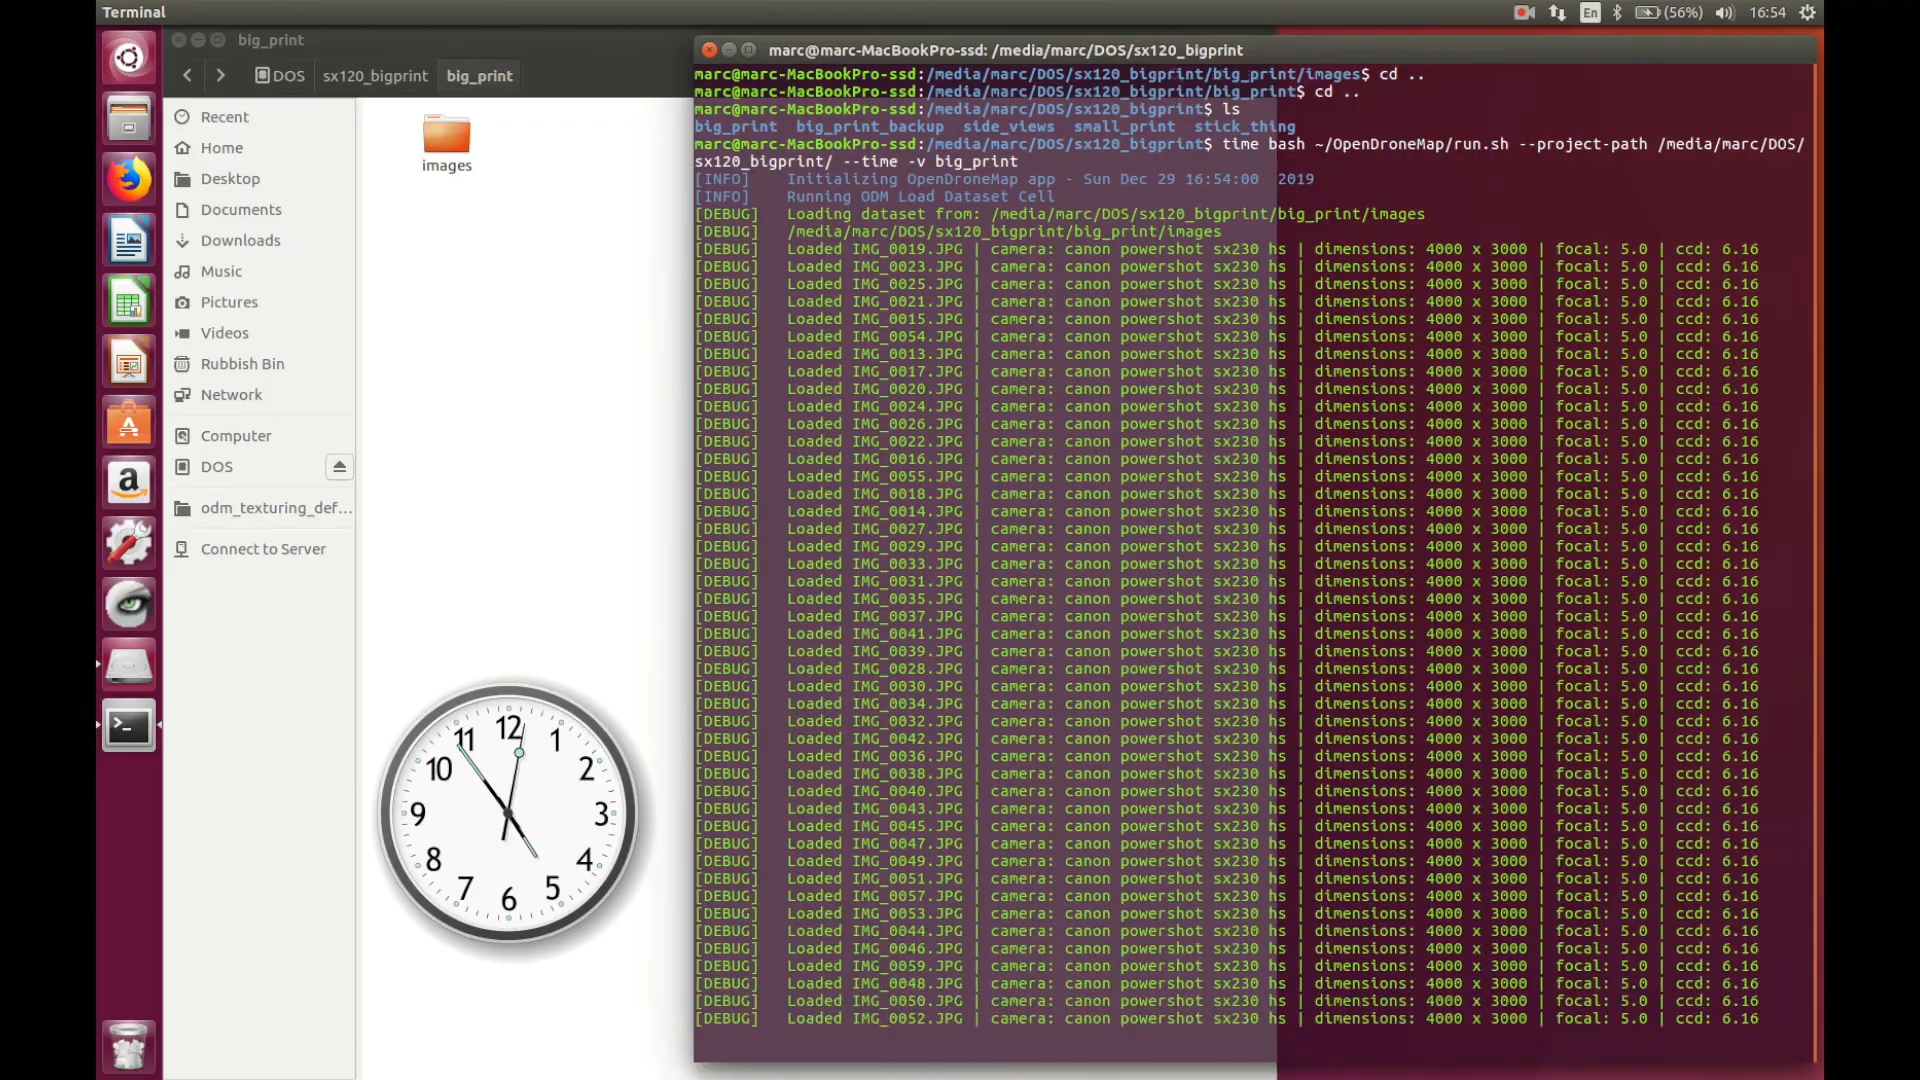 Terminal
En
(56%)
16:54
big_print
DOS
sx120_bigprint
big_print
Recent
Home
Desktop
Documents
Downloads
Music
Pictures
Videos
Rubbish Bin
Network
Computer
DOS
odm_texturing_def...
Connect to Server
images
12
1
2
3
4
5
6
7
8
9
10
11
marc@marc-MacBookPro-ssd: /media/marc/DOS/sx120_bigprint
marc@marc-MacBookPro-ssd:/media/marc/DOS/sx120_bigprint/big_print/images$ cd ..
marc@marc-MacBookPro-ssd:/media/marc/DOS/sx120_bigprint/big_print$ cd ..
marc@marc-MacBookPro-ssd:/media/marc/DOS/sx120_bigprint$ ls
big_print  big_print_backup  side_views  small_print  stick_thing
marc@marc-MacBookPro-ssd:/media/marc/DOS/sx120_bigprint$ time bash ~/OpenDroneMap/run.sh --project-path /media/marc/DOS/
sx120_bigprint/ --time -v big_print
[INFO]   Initializing OpenDroneMap app - Sun Dec 29 16:54:00  2019
[INFO]   Running ODM Load Dataset Cell
[DEBUG]   Loading dataset from: /media/marc/DOS/sx120_bigprint/big_print/images
[DEBUG]   /media/marc/DOS/sx120_bigprint/big_print/images
[DEBUG]   Loaded IMG_0019.JPG | camera: canon powershot sx230 hs | dimensions: 4000 x 3000 | focal: 5.0 | ccd: 6.16
[DEBUG]   Loaded IMG_0023.JPG | camera: canon powershot sx230 hs | dimensions: 4000 x 3000 | focal: 5.0 | ccd: 6.16
[DEBUG]   Loaded IMG_0025.JPG | camera: canon powershot sx230 hs | dimensions: 4000 x 3000 | focal: 5.0 | ccd: 6.16
[DEBUG]   Loaded IMG_0021.JPG | camera: canon powershot sx230 hs | dimensions: 4000 x 3000 | focal: 5.0 | ccd: 6.16
[DEBUG]   Loaded IMG_0015.JPG | camera: canon powershot sx230 hs | dimensions: 4000 x 3000 | focal: 5.0 | ccd: 6.16
[DEBUG]   Loaded IMG_0054.JPG | camera: canon powershot sx230 hs | dimensions: 4000 x 3000 | focal: 5.0 | ccd: 6.16
[DEBUG]   Loaded IMG_0013.JPG | camera: canon powershot sx230 hs | dimensions: 4000 x 3000 | focal: 5.0 | ccd: 6.16
[DEBUG]   Loaded IMG_0017.JPG | camera: canon powershot sx230 hs | dimensions: 4000 x 3000 | focal: 5.0 | ccd: 6.16
[DEBUG]   Loaded IMG_0020.JPG | camera: canon powershot sx230 hs | dimensions: 4000 x 3000 | focal: 5.0 | ccd: 6.16
[DEBUG]   Loaded IMG_0024.JPG | camera: canon powershot sx230 hs | dimensions: 4000 x 3000 | focal: 5.0 | ccd: 6.16
[DEBUG]   Loaded IMG_0026.JPG | camera: canon powershot sx230 hs | dimensions: 4000 x 3000 | focal: 5.0 | ccd: 6.16
[DEBUG]   Loaded IMG_0022.JPG | camera: canon powershot sx230 hs | dimensions: 4000 x 3000 | focal: 5.0 | ccd: 6.16
[DEBUG]   Loaded IMG_0016.JPG | camera: canon powershot sx230 hs | dimensions: 4000 x 3000 | focal: 5.0 | ccd: 6.16
[DEBUG]   Loaded IMG_0055.JPG | camera: canon powershot sx230 hs | dimensions: 4000 x 3000 | focal: 5.0 | ccd: 6.16
[DEBUG]   Loaded IMG_0018.JPG | camera: canon powershot sx230 hs | dimensions: 4000 x 3000 | focal: 5.0 | ccd: 6.16
[DEBUG]   Loaded IMG_0014.JPG | camera: canon powershot sx230 hs | dimensions: 4000 x 3000 | focal: 5.0 | ccd: 6.16
[DEBUG]   Loaded IMG_0027.JPG | camera: canon powershot sx230 hs | dimensions: 4000 x 3000 | focal: 5.0 | ccd: 6.16
[DEBUG]   Loaded IMG_0029.JPG | camera: canon powershot sx230 hs | dimensions: 4000 x 3000 | focal: 5.0 | ccd: 6.16
[DEBUG]   Loaded IMG_0033.JPG | camera: canon powershot sx230 hs | dimensions: 4000 x 3000 | focal: 5.0 | ccd: 6.16
[DEBUG]   Loaded IMG_0031.JPG | camera: canon powershot sx230 hs | dimensions: 4000 x 3000 | focal: 5.0 | ccd: 6.16
[DEBUG]   Loaded IMG_0035.JPG | camera: canon powershot sx230 hs | dimensions: 4000 x 3000 | focal: 5.0 | ccd: 6.16
[DEBUG]   Loaded IMG_0037.JPG | camera: canon powershot sx230 hs | dimensions: 4000 x 3000 | focal: 5.0 | ccd: 6.16
[DEBUG]   Loaded IMG_0041.JPG | camera: canon powershot sx230 hs | dimensions: 4000 x 3000 | focal: 5.0 | ccd: 6.16
[DEBUG]   Loaded IMG_0039.JPG | camera: canon powershot sx230 hs | dimensions: 4000 x 3000 | focal: 5.0 | ccd: 6.16
[DEBUG]   Loaded IMG_0028.JPG | camera: canon powershot sx230 hs | dimensions: 4000 x 3000 | focal: 5.0 | ccd: 6.16
[DEBUG]   Loaded IMG_0030.JPG | camera: canon powershot sx230 hs | dimensions: 4000 x 3000 | focal: 5.0 | ccd: 6.16
[DEBUG]   Loaded IMG_0034.JPG | camera: canon powershot sx230 hs | dimensions: 4000 x 3000 | focal: 5.0 | ccd: 6.16
[DEBUG]   Loaded IMG_0032.JPG | camera: canon powershot sx230 hs | dimensions: 4000 x 3000 | focal: 5.0 | ccd: 6.16
[DEBUG]   Loaded IMG_0042.JPG | camera: canon powershot sx230 hs | dimensions: 4000 x 3000 | focal: 5.0 | ccd: 6.16
[DEBUG]   Loaded IMG_0036.JPG | camera: canon powershot sx230 hs | dimensions: 4000 x 3000 | focal: 5.0 | ccd: 6.16
[DEBUG]   Loaded IMG_0038.JPG | camera: canon powershot sx230 hs | dimensions: 4000 x 3000 | focal: 5.0 | ccd: 6.16
[DEBUG]   Loaded IMG_0040.JPG | camera: canon powershot sx230 hs | dimensions: 4000 x 3000 | focal: 5.0 | ccd: 6.16
[DEBUG]   Loaded IMG_0043.JPG | camera: canon powershot sx230 hs | dimensions: 4000 x 3000 | focal: 5.0 | ccd: 6.16
[DEBUG]   Loaded IMG_0045.JPG | camera: canon powershot sx230 hs | dimensions: 4000 x 3000 | focal: 5.0 | ccd: 6.16
[DEBUG]   Loaded IMG_0047.JPG | camera: canon powershot sx230 hs | dimensions: 4000 x 3000 | focal: 5.0 | ccd: 6.16
[DEBUG]   Loaded IMG_0049.JPG | camera: canon powershot sx230 hs | dimensions: 4000 x 3000 | focal: 5.0 | ccd: 6.16
[DEBUG]   Loaded IMG_0051.JPG | camera: canon powershot sx230 hs | dimensions: 4000 x 3000 | focal: 5.0 | ccd: 6.16
[DEBUG]   Loaded IMG_0057.JPG | camera: canon powershot sx230 hs | dimensions: 4000 x 3000 | focal: 5.0 | ccd: 6.16
[DEBUG]   Loaded IMG_0053.JPG | camera: canon powershot sx230 hs | dimensions: 4000 x 3000 | focal: 5.0 | ccd: 6.16
[DEBUG]   Loaded IMG_0044.JPG | camera: canon powershot sx230 hs | dimensions: 4000 x 3000 | focal: 5.0 | ccd: 6.16
[DEBUG]   Loaded IMG_0046.JPG | camera: canon powershot sx230 hs | dimensions: 4000 x 3000 | focal: 5.0 | ccd: 6.16
[DEBUG]   Loaded IMG_0059.JPG | camera: canon powershot sx230 hs | dimensions: 4000 x 3000 | focal: 5.0 | ccd: 6.16
[DEBUG]   Loaded IMG_0048.JPG | camera: canon powershot sx230 hs | dimensions: 4000 x 3000 | focal: 5.0 | ccd: 6.16
[DEBUG]   Loaded IMG_0050.JPG | camera: canon powershot sx230 hs | dimensions: 4000 x 3000 | focal: 5.0 | ccd: 6.16
[DEBUG]   Loaded IMG_0052.JPG | camera: canon powershot sx230 hs | dimensions: 4000 x 3000 | focal: 5.0 | ccd: 6.16